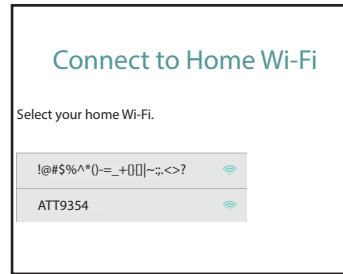 Connect to Home Wi-Fi
Select your home Wi-Fi.
!@#$%^*()-=_+{}[]|~:;.<>?
ATT9354